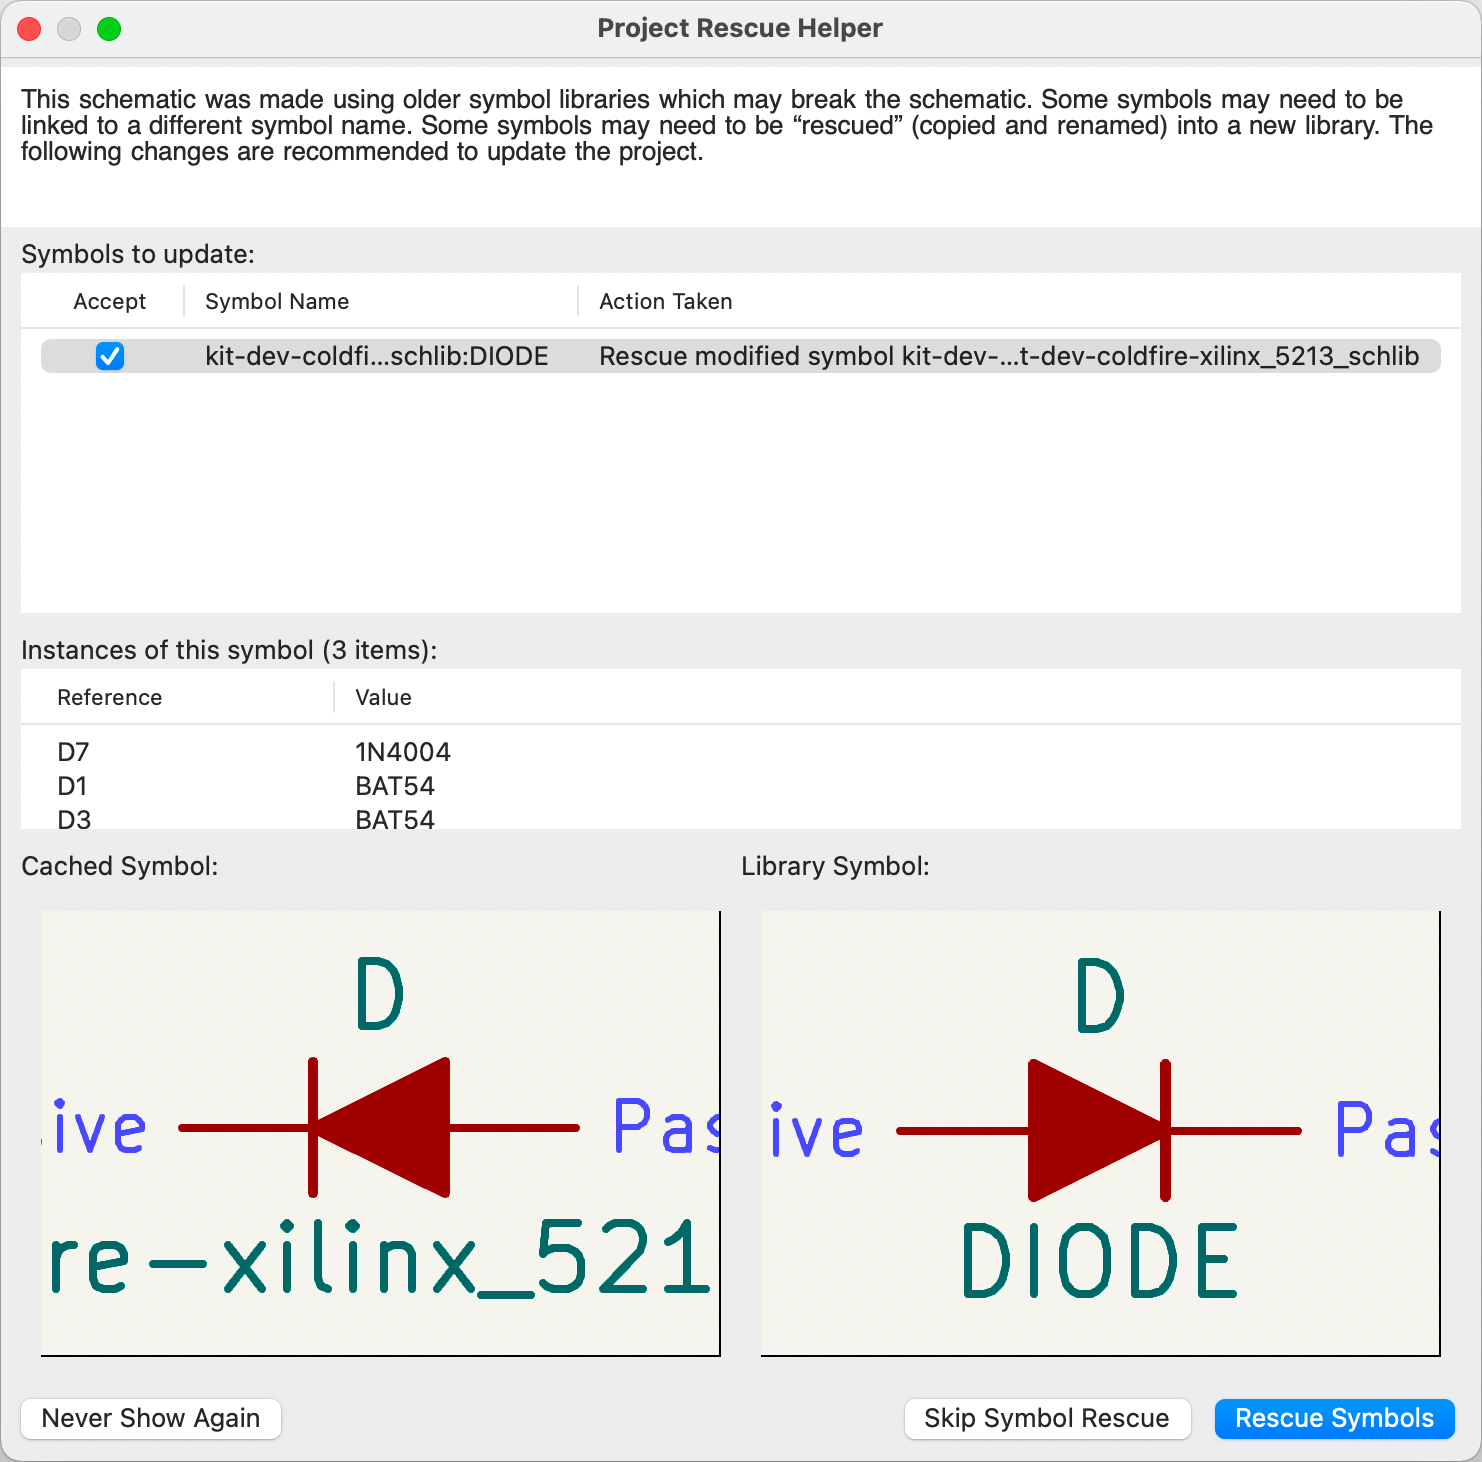 Project Rescue Helper
This schematic was made using older symbol libraries which may break the schematic. Some symbols may need to be
linked to a different symbol name. Some symbols may need to be “rescued” (copied and renamed) into a new library. The
following changes are recommended to update the project.
Symbols to update:
Accept Symbol Name Action Taken
kit-dev-coldfi...schlib:DIODE Rescue modified symbol kit-dev-...t-dev-coldfire-xilinx_5213_schlib
Instances of this symbol (3 items):
Reference Value
D7 1N4004
D1 BAT54
D3 BAT54
Cached Symbol: Library Symbol:
D D
ive Pas ive Pas
re-xilinx_521 DIODE
Never Show Again Skip Symbol Rescue Rescue Symbols